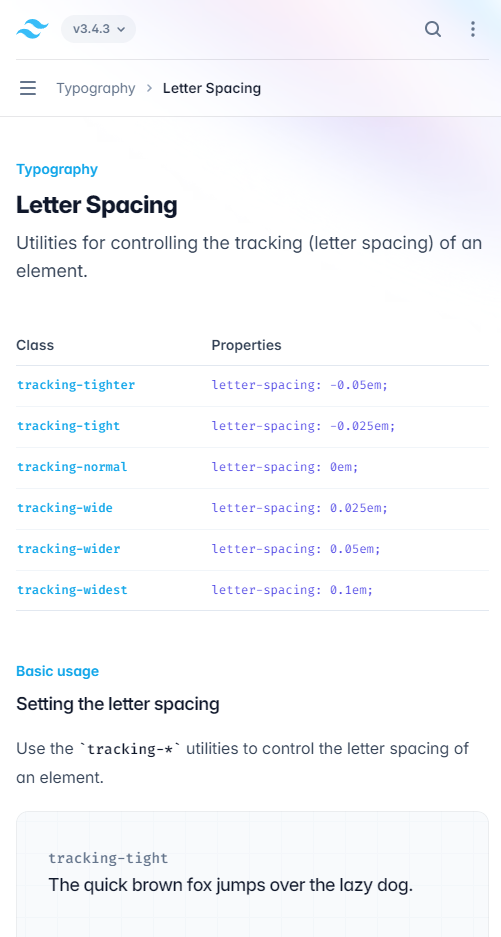 v3.4.3
Typography > Letter Spacing
Typography
Letter Spacing
Utilities for controlling the tracking (letter spacing) of an
element.
Class Properties
tracking-tighter letter-spacing: -0.05em;
tracking-tight letter-spacing: -0.025em;
tracking-normal letter-spacing: 0em;
tracking-wide letter-spacing: 0.025em;
tracking-wider letter-spacing: 0.05em;
tracking-widest letter-spacing: 0.1em;
Basic usage
Setting the letter spacing
Use the `tracking-*` utilities to control the letter spacing of
an element.
tracking-tight
The quick brown fox jumps over the lazy dog.